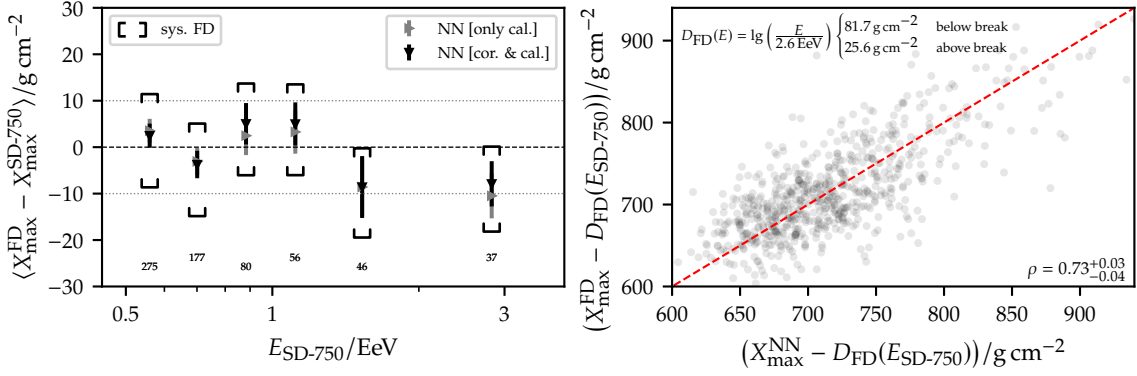 ⟨X_max^FD − X_max^SD-750⟩/g cm⁻²
30
20
10
0
−10
−20
−30
sys. FD
NN [only cal.]
NN [cor. & cal.]
275
177
80
56
46
37
0.5
1
3
E_SD-750/EeV
(X_max^FD − D_FD(E_SD-750))/g cm⁻²
900
800
700
600
D_FD(E) = lg (E / 2.6 EeV) { 81.7 g cm⁻² below break
25.6 g cm⁻² above break
ρ = 0.73 +0.03 −0.04
600
650
700
750
800
850
900
(X_max^NN − D_FD(E_SD-750))/g cm⁻²